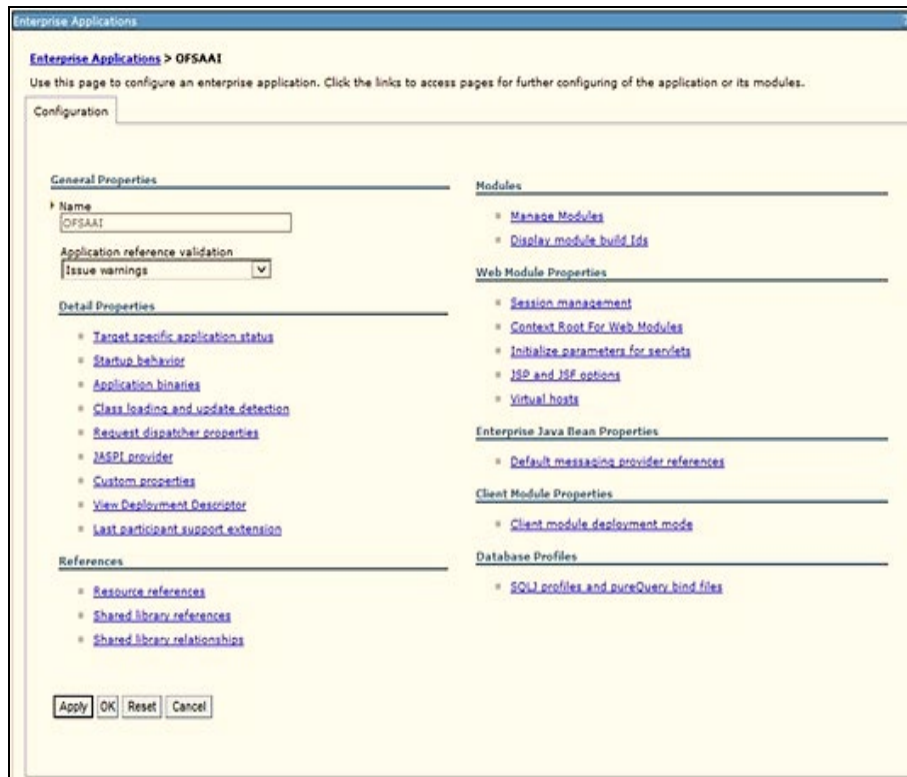 Enterprise Applications
?
Enterprise Applications > OFSAAI
Use this page to configure an enterprise application. Click the links to access pages for further configuring of the application or its modules.
Configuration
General Properties
Name
OFSAAI
Application reference validation
Issue warnings
Detail Properties
Target specific application status
Startup behavior
Application binaries
Class loading and update detection
Request dispatcher properties
JASPI provider
Custom properties
View Deployment Descriptor
Last participant support extension
References
Resource references
Shared library references
Shared library relationships
Modules
Manage Modules
Display module build Ids
Web Module Properties
Session management
Context Root For Web Modules
Initialize parameters for servlets
JSP and JSF options
Virtual hosts
Enterprise Java Bean Properties
Default messaging provider references
Client Module Properties
Client module deployment mode
Database Profiles
SQLJ profiles and pureQuery bind files
Apply OK Reset Cancel